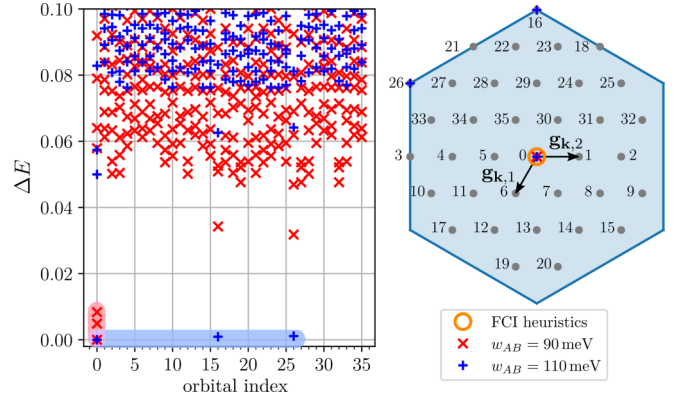 0.10
0.08
0.06
0.04
0.02
0.00
ΔE
0 5 10 15 20 25 30 35
orbital index
16
21 22 23 18
26 27 28 29 24 25
33 34 35 30 31 32
g_{k,2}
3 4 5 0 1 2
g_{k,1}
10 11 6 7 8 9
17 12 13 14 15
19 20
FCI heuristics
w_{AB} = 90 meV
w_{AB} = 110 meV